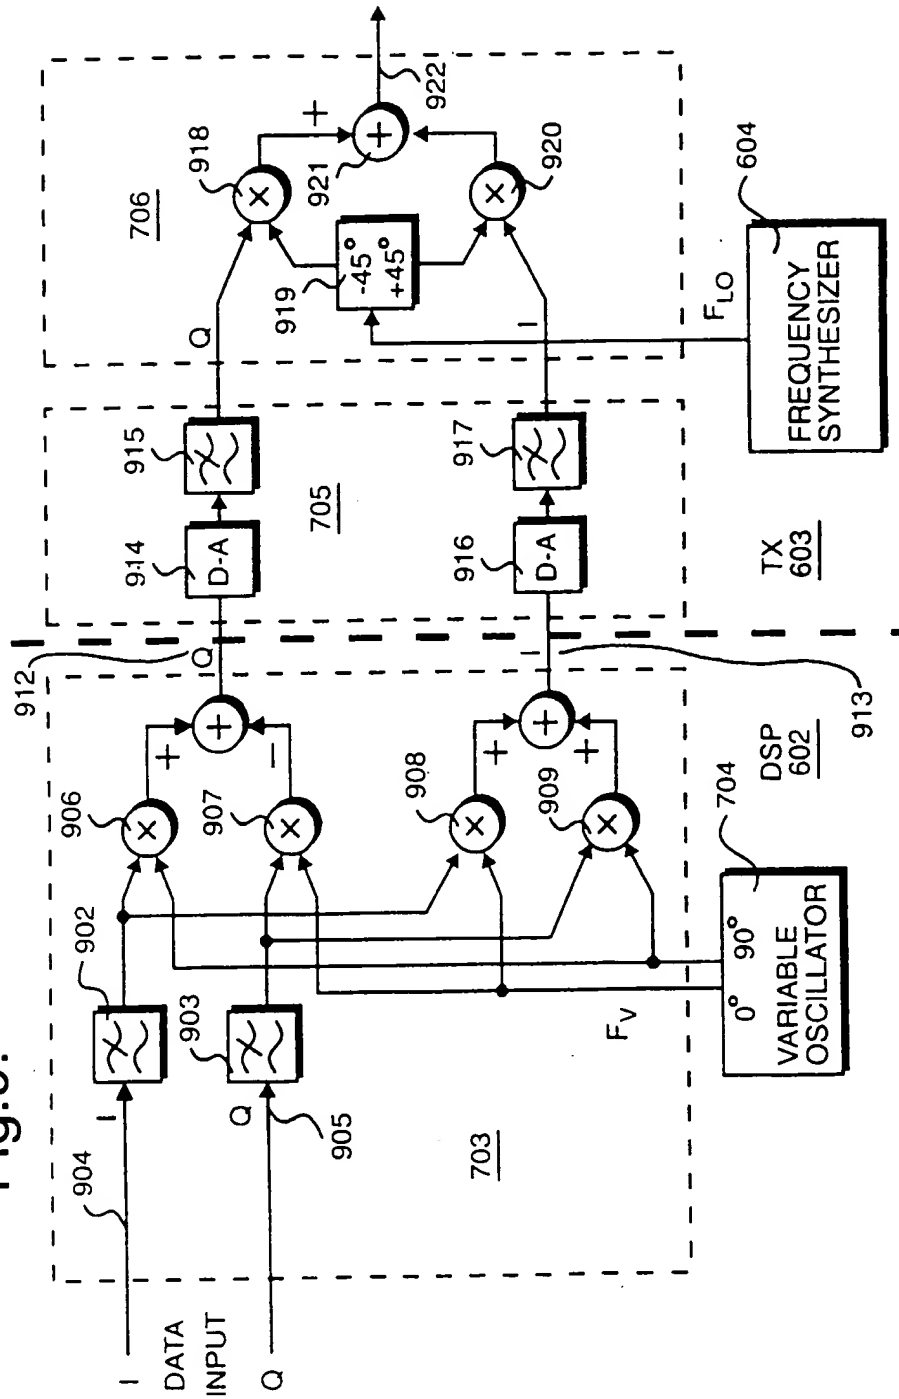 Fig.
I
DATA
INPUT
Q
904
I
902
Q
903
905
703
906
+
907
−
908
+
909
+
F_V
0° 90°
VARIABLE
OSCILLATOR
704
DSP
602
912
Q
I
913
914
D-A
915
705
916
D-A
917
TX
603
Q
I
706
918
+
919
-45°
+45°
921
+
922
920
F_LO
604
FREQUENCY
SYNTHESIZER